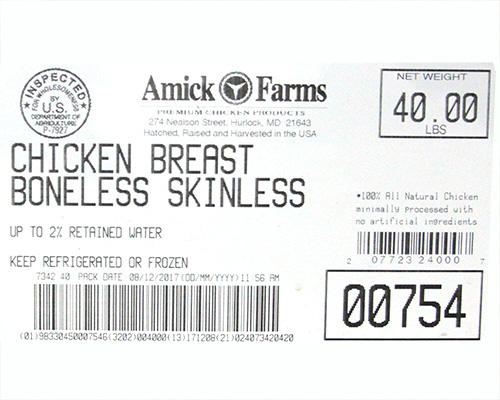 INSPECTED
FOR WHOLESOMENESS
BY
U.S.
DEPARTMENT OF
AGRICULTURE
P-7927
Amick Farms
PREMIUM CHICKEN PRODUCTS
274 Nealson Street, Hurlock, MD 21643
Hatched, Raised and Harvested in the USA
NET WEIGHT
40.00
LBS
CHICKEN BREAST
BONELESS SKINLESS
•100% All Natural Chicken
minimally processed with
no artificial ingredients
UP TO 2% RETAINED WATER
2 07723 24000 7
KEEP REFRIGERATED OR FROZEN
7342 40 PACK DATE 08/12/2017(DD/MM/YYYY)11 56 AM
00754
(01)98330450007546(3202)004000(13)171208(21)024073420420